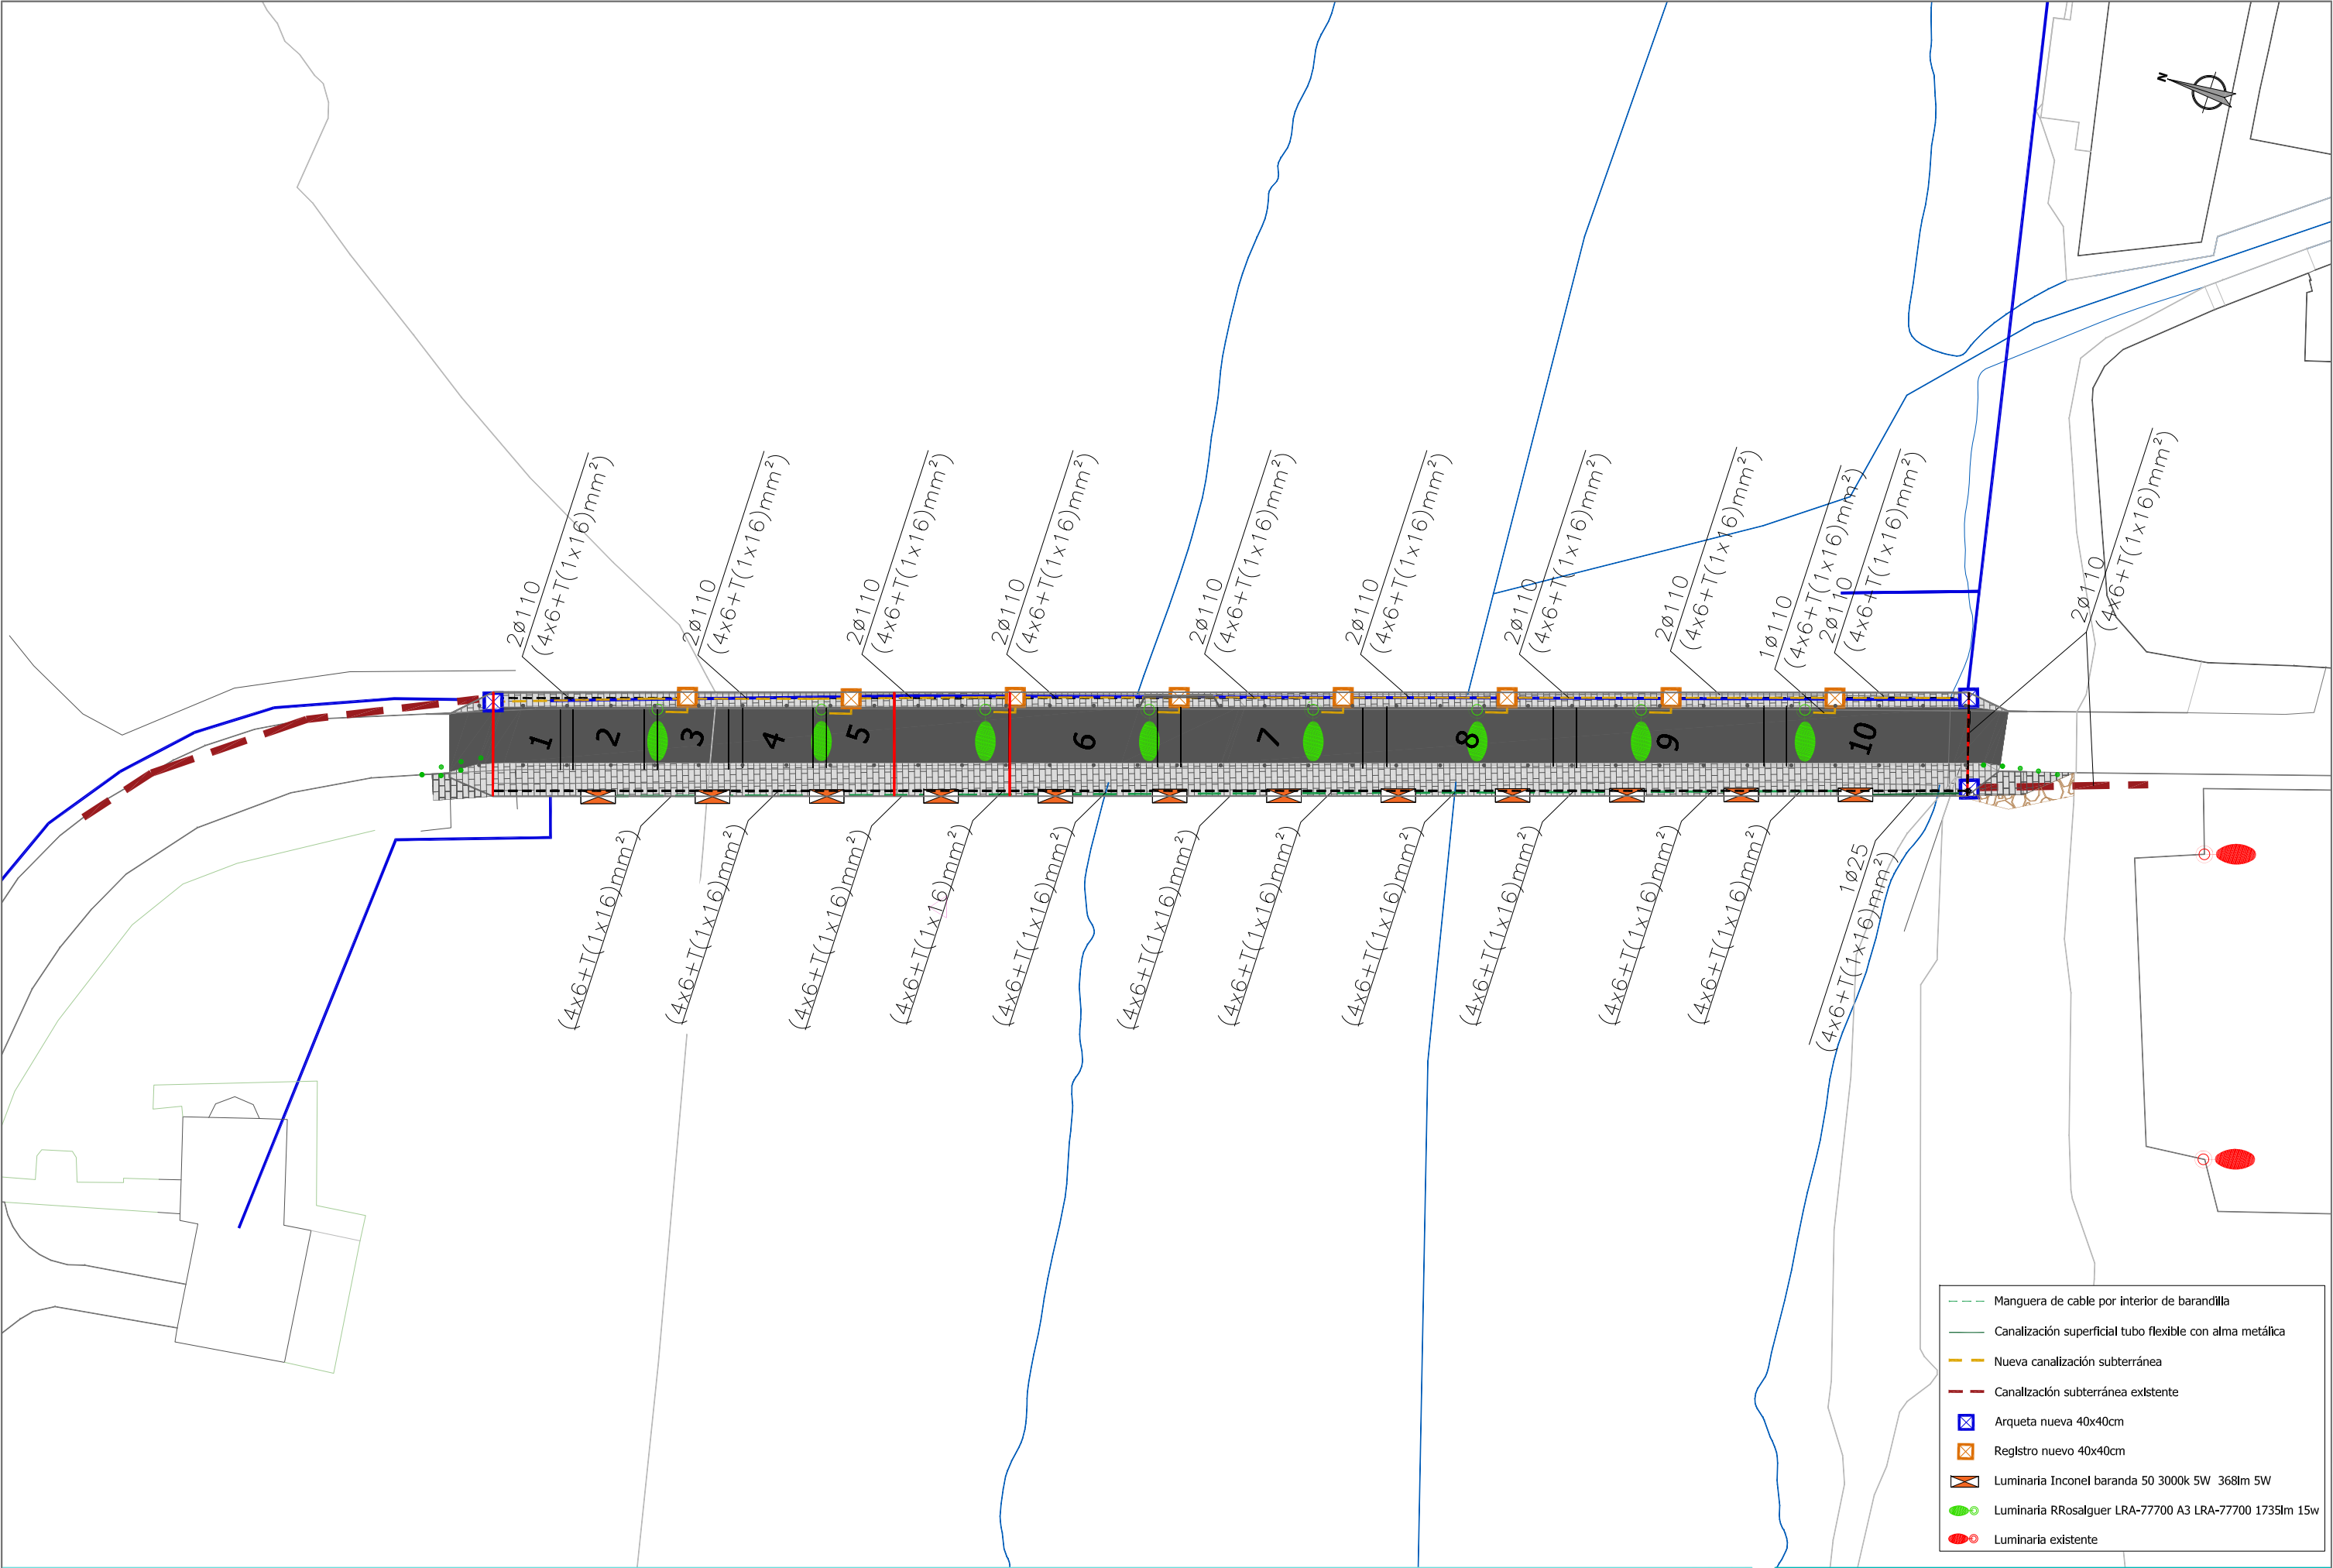 N
2ø110
(4x6+T(1x16)mm²)
2ø110
(4x6+T(1x16)mm²)
2ø110
(4x6+T(1x16)mm²)
2ø110
(4x6+T(1x16)mm²)
2ø110
(4x6+T(1x16)mm²)
2ø110
(4x6+T(1x16)mm²)
2ø110
(4x6+T(1x16)mm²)
2ø110
(4x6+T(1x16)mm²)
1ø110
(4x6+T(1x16)mm²)
2ø110
(4x6+T(1x16)mm²)
2ø110
(4x6+T(1x16)mm²)
1
2
3
4
5
6
7
8
9
10
(4x6+T(1x16)mm²)
(4x6+T(1x16)mm²)
(4x6+T(1x16)mm²)
(4x6+T(1x16)mm²)
(4x6+T(1x16)mm²)
(4x6+T(1x16)mm²)
(4x6+T(1x16)mm²)
(4x6+T(1x16)mm²)
(4x6+T(1x16)mm²)
(4x6+T(1x16)mm²)
(4x6+T(1x16)mm²)
1ø25
(4x6+T(1x16)mm²)
Manguera de cable por interior de barandilla
Canalización superficial tubo flexible con alma metálica
Nueva canalización subterránea
Canalización subterránea existente
Arqueta nueva 40x40cm
Registro nuevo 40x40cm
Luminaria Inconel baranda 50 3000k 5W 368lm 5W
Luminaria RRosalguer LRA-77700 A3 LRA-77700 1735lm 15w
Luminaria existente